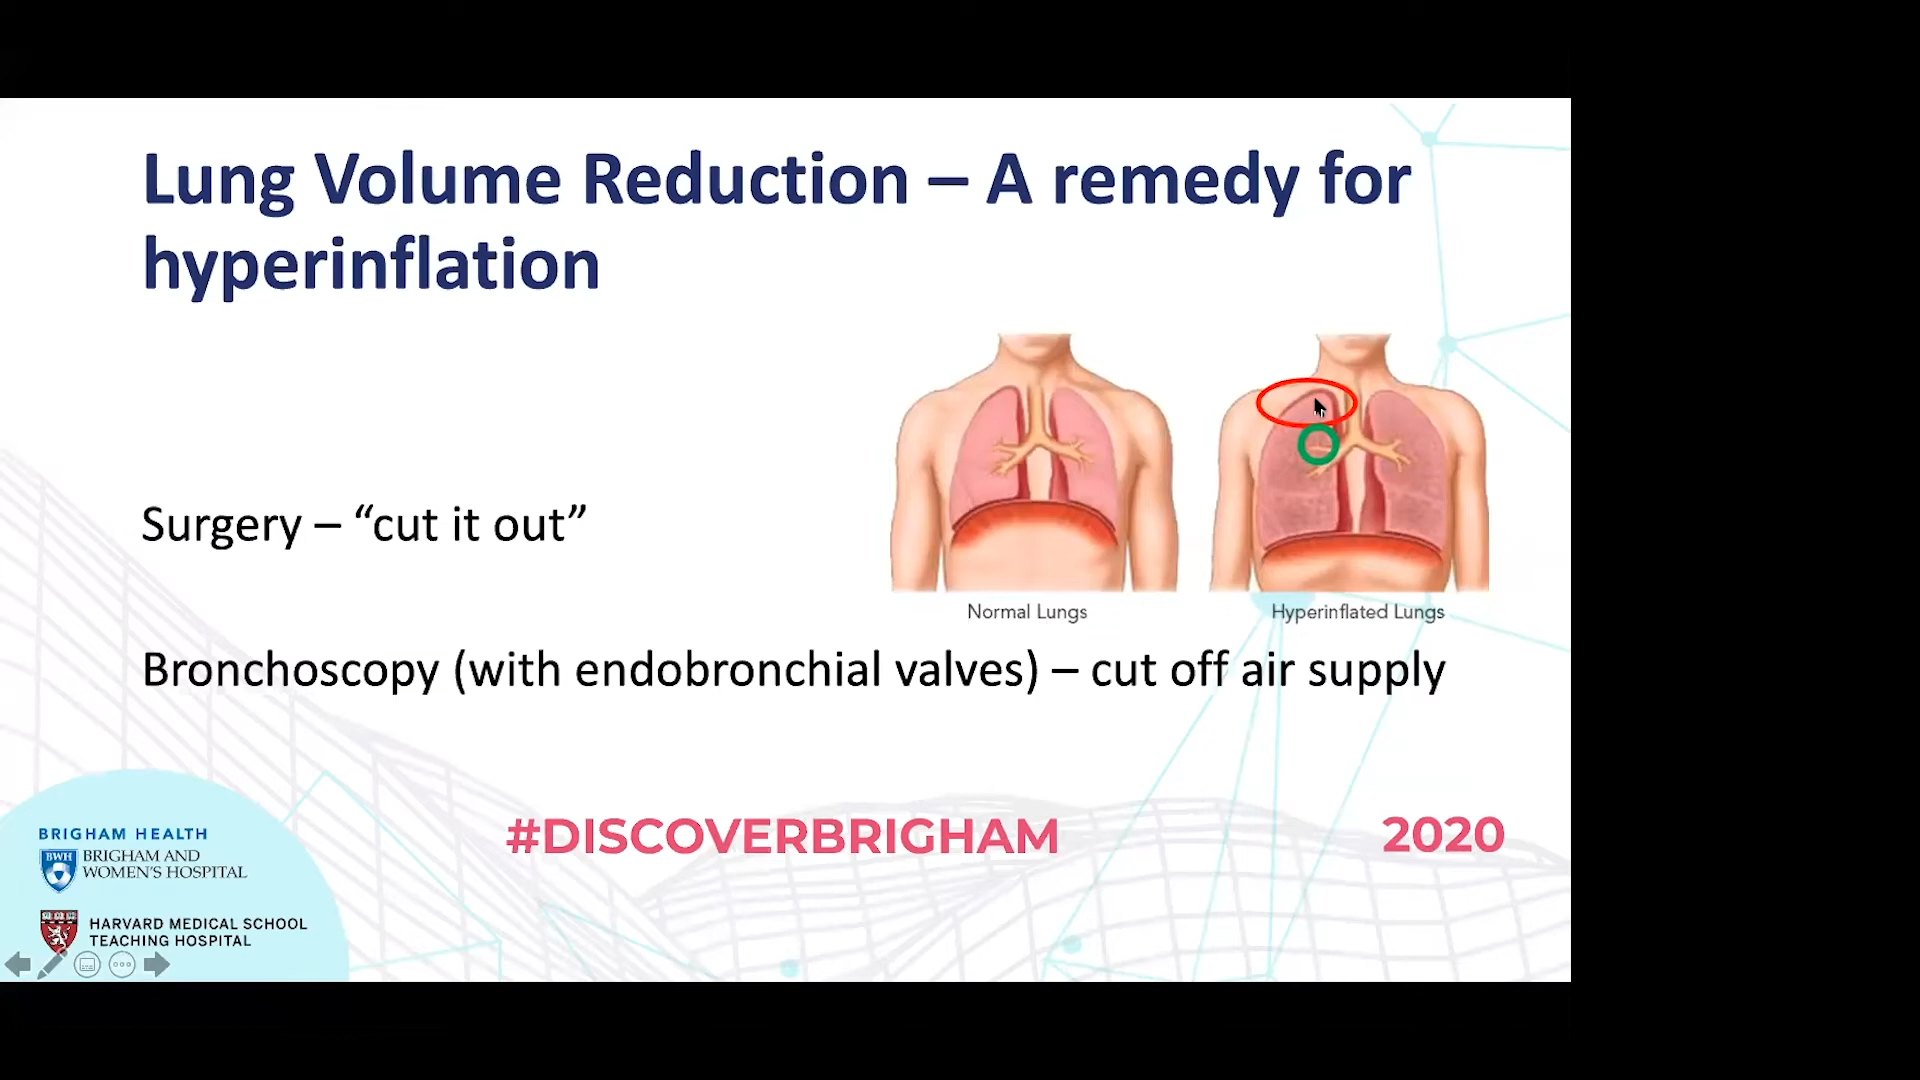 Lung Volume Reduction – A remedy for
hyperinflation
Surgery – “cut it out”
Normal Lungs
Hyperinflated Lungs
Bronchoscopy (with endobronchial valves) – cut off air supply
#DISCOVERBRIGHAM
2020
BRIGHAM HEALTH
BWH
BRIGHAM AND
WOMEN'S HOSPITAL
HARVARD MEDICAL SCHOOL
TEACHING HOSPITAL